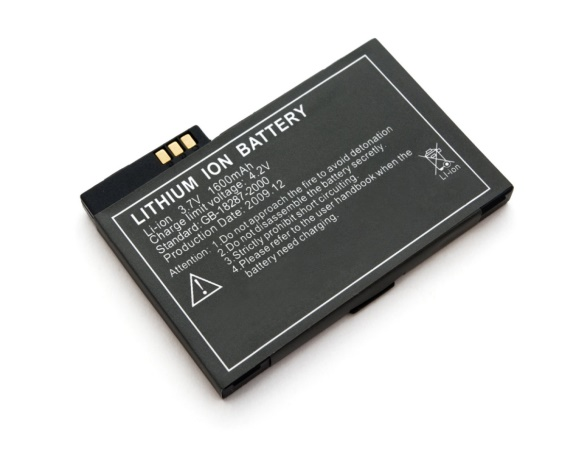 LITHIUM ION BATTERY
Li-ion 3.7V 1600mAh
Charge limit voltage: 4.2V
Standard: GB-18287-2000
Production Date: 2009.12
Attention: 1.Do not approach the fire to avoid detonation
2.Do not disassemble the battery secretly.
3.Strictly prohibit short circuiting.
4.Please refer to the user handbook when the
battery need charging.
Li-ion